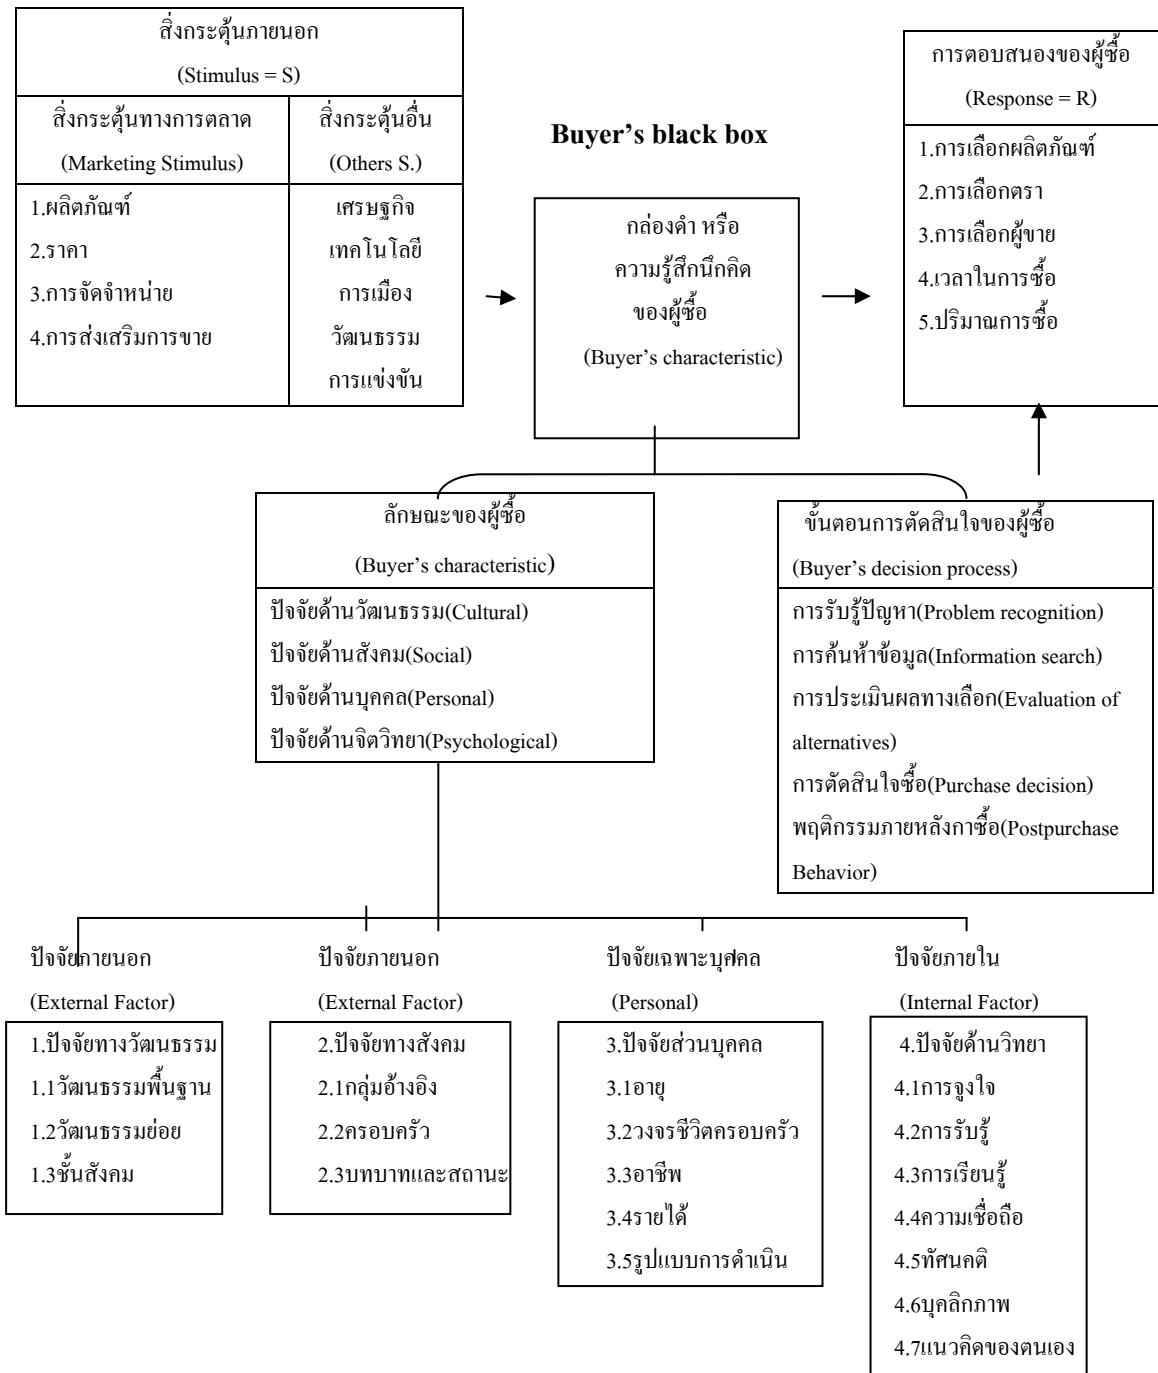 สิ่งกระตุ้นภายนอก
(Stimulus = S)
สิ่งกระตุ้นทางการตลาด
(Marketing Stimulus)
สิ่งกระตุ้นอื่น
(Others S.)
1.ผลิตภัณฑ์
2.ราคา
3.การจัดจำหน่าย
4.การส่งเสริมการขาย
เศรษฐกิจ
เทคโนโลยี
การเมือง
วัฒนธรรม
การแข่งขัน
Buyer’s black box
กล่องดำ หรือ
ความรู้สึกนึกคิด
ของผู้ซื้อ
(Buyer’s characteristic)
การตอบสนองของผู้ซื้อ
(Response = R)
1.การเลือกผลิตภัณฑ์
2.การเลือกตรา
3.การเลือกผู้ขาย
4.เวลาในการซื้อ
5.ปริมาณการซื้อ
ลักษณะของผู้ซื้อ
(Buyer’s characteristic)
ปัจจัยด้านวัฒนธรรม(Cultural)
ปัจจัยด้านสังคม(Social)
ปัจจัยด้านบุคคล(Personal)
ปัจจัยด้านจิตวิทยา(Psychological)
ขั้นตอนการตัดสินใจของผู้ซื้อ
(Buyer’s decision process)
การรับรู้ปัญหา(Problem recognition)
การค้นห้าข้อมูล(Information search)
การประเมินผลทางเลือก(Evaluation of
alternatives)
การตัดสินใจซื้อ(Purchase decision)
พฤติกรรมภายหลังกาซื้อ(Postpurchase
Behavior)
ปัจจัยภายนอก
(External Factor)
1.ปัจจัยทางวัฒนธรรม
1.1วัฒนธรรมพื้นฐาน
1.2วัฒนธรรมย่อย
1.3ชั้นสังคม
ปัจจัยภายนอก
(External Factor)
2.ปัจจัยทางสังคม
2.1กลุ่มอ้างอิง
2.2ครอบครัว
2.3บทบาทและสถานะ
ปัจจัยเฉพาะบุคคล
(Personal)
3.ปัจจัยส่วนบุคคล
3.1อายุ
3.2วงจรชีวิตครอบครัว
3.3อาชีพ
3.4รายได้
3.5รูปแบบการดำเนิน
ปัจจัยภายใน
(Internal Factor)
4.ปัจจัยด้านวิทยา
4.1การจูงใจ
4.2การรับรู้
4.3การเรียนรู้
4.4ความเชื่อถือ
4.5ทัศนคติ
4.6บุคลิกภาพ
4.7แนวคิดของตนเอง